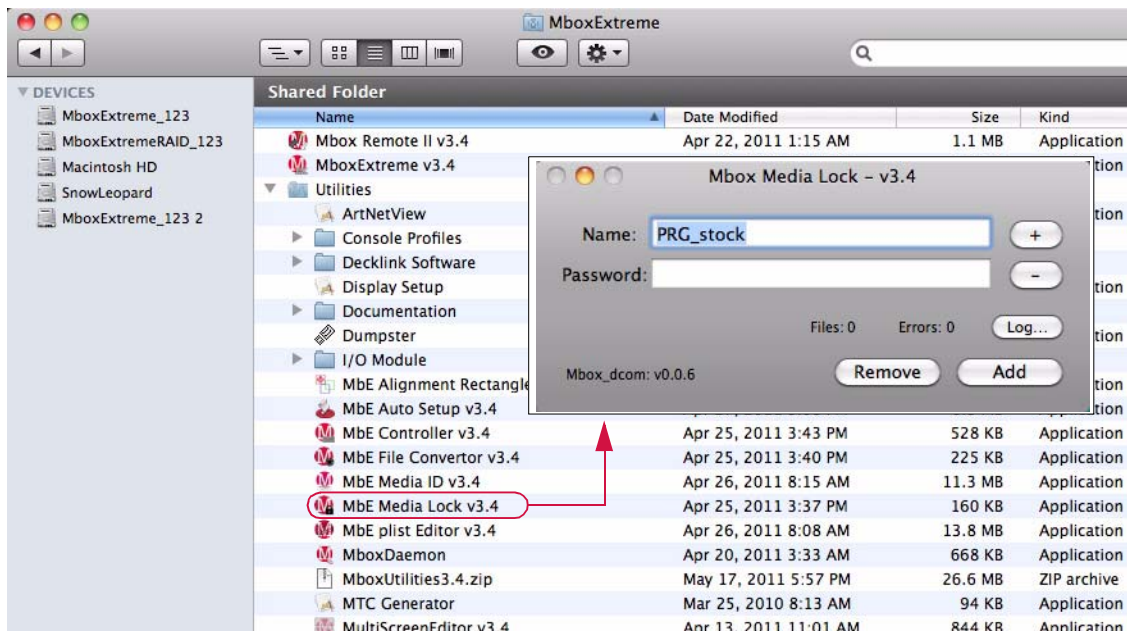 MboxExtreme
DEVICES
MboxExtreme_123
MboxExtremeRAID_123
Macintosh HD
SnowLeopard
MboxExtreme_123 2
Shared Folder
Name Date Modified Size Kind
Mbox Remote II v3.4 Apr 22, 2011 1:15 AM 1.1 MB Application
MboxExtreme v3.4 tion
Utilities
ArtNetView tion
Console Profiles
Decklink Software
Display Setup tion
Documentation
Dumpster tion
I/O Module
MbE Alignment Rectangle tion
MbE Auto Setup v3.4 tion
MbE Controller v3.4 Apr 25, 2011 3:43 PM 528 KB Application
MbE File Convertor v3.4 Apr 25, 2011 3:40 PM 225 KB Application
MbE Media ID v3.4 Apr 26, 2011 8:15 AM 11.3 MB Application
MbE Media Lock v3.4 Apr 25, 2011 3:37 PM 160 KB Application
MbE plist Editor v3.4 Apr 26, 2011 8:08 AM 13.8 MB Application
MboxDaemon Apr 20, 2011 3:33 AM 668 KB Application
MboxUtilities3.4.zip May 17, 2011 5:57 PM 26.6 MB ZIP archive
MTC Generator Mar 25, 2010 8:13 AM 94 KB Application
MultiScreenEditor v3.4 Apr 13, 2011 11:01 AM 844 KB Application
Mbox Media Lock – v3.4
Name: PRG_stock +
Password: -
Files: 0 Errors: 0 Log...
Mbox_dcom: v0.0.6 Remove Add